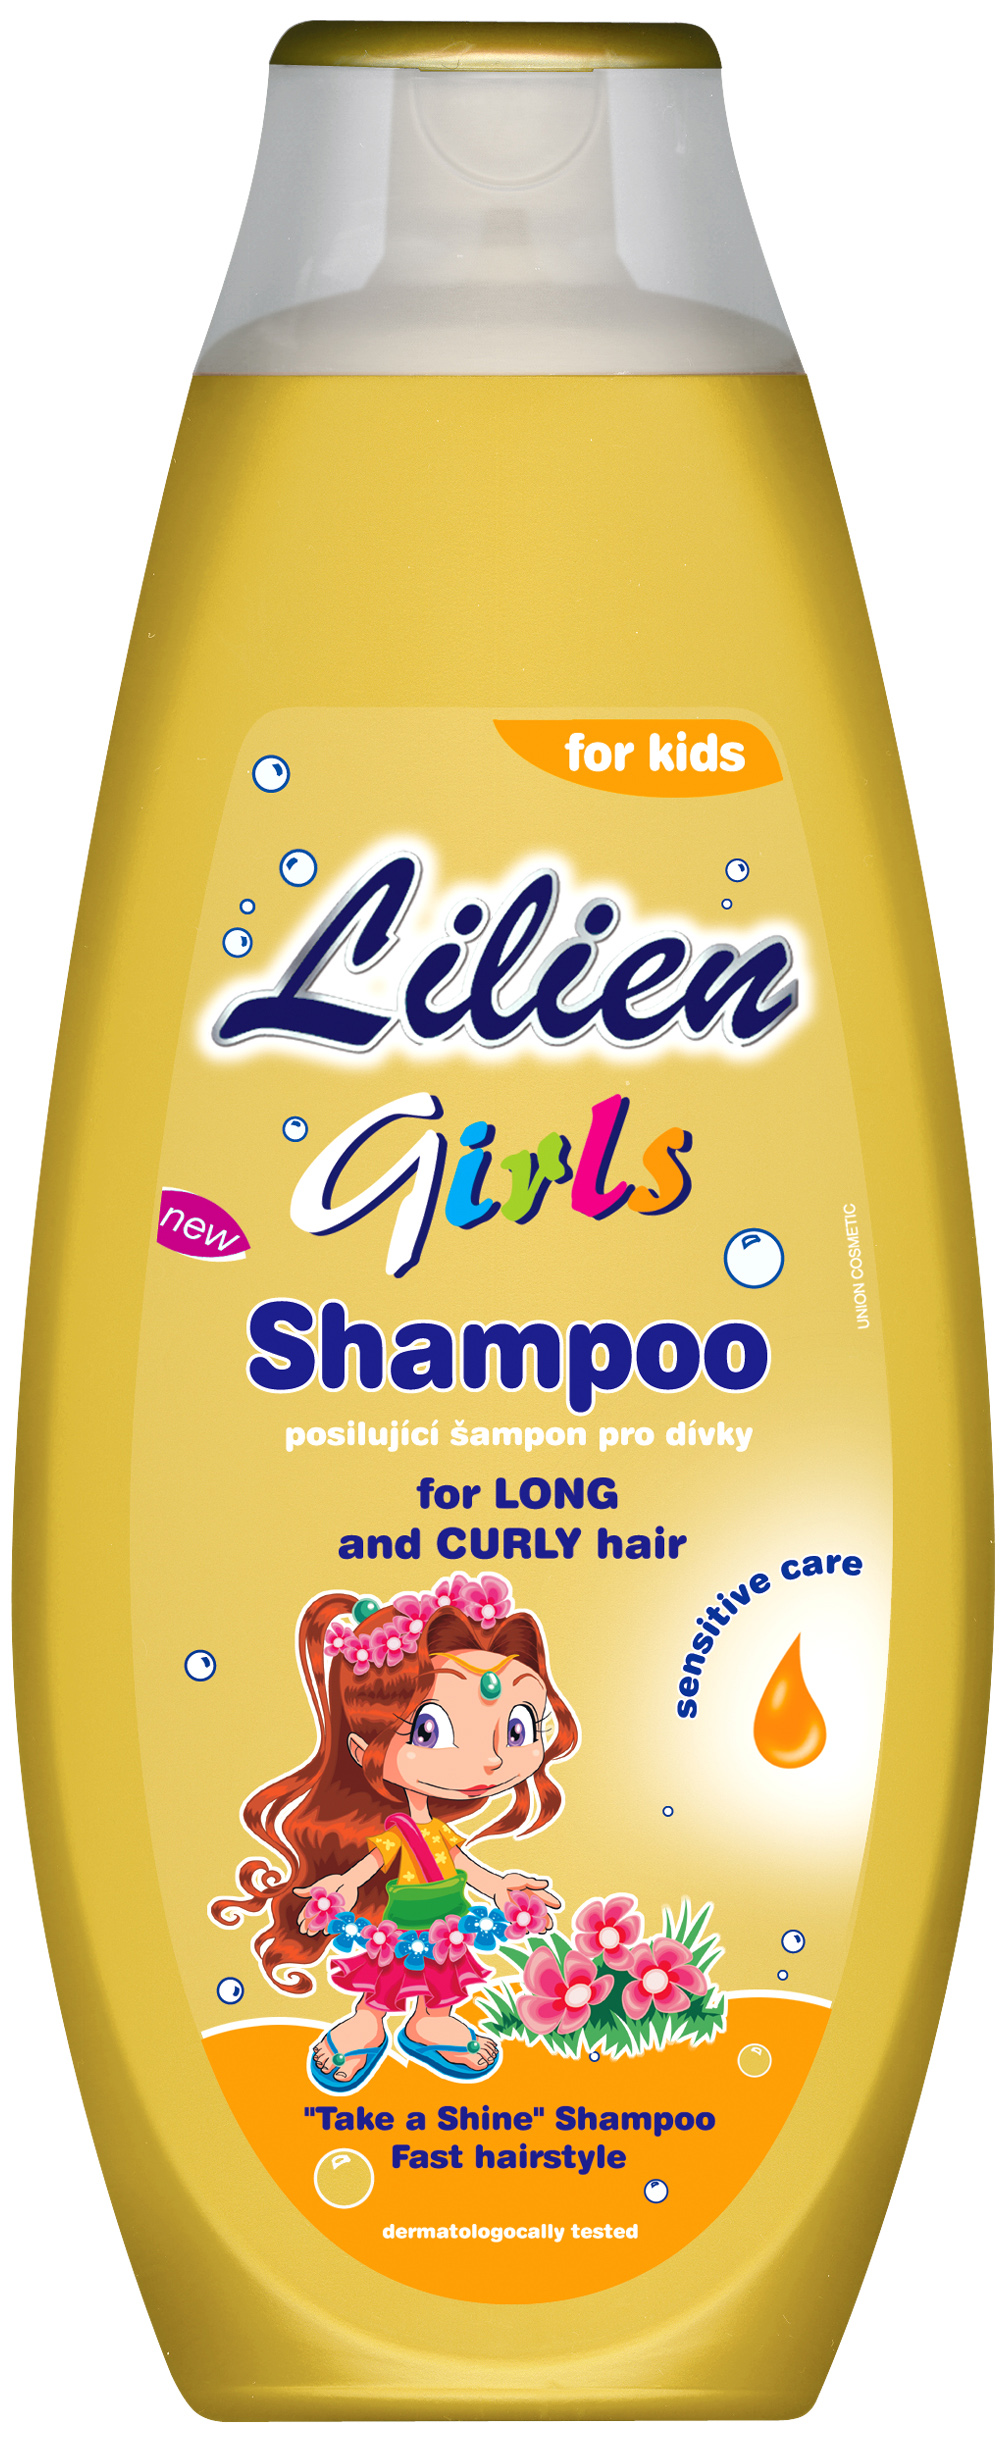 for kids
Lilien
Girls
new
UNION COSMETIC
Shampoo
posilující šampon pro dívky
for LONG
and CURLY hair
sensitive care
"Take a Shine" Shampoo
Fast hairstyle
dermatologocally tested